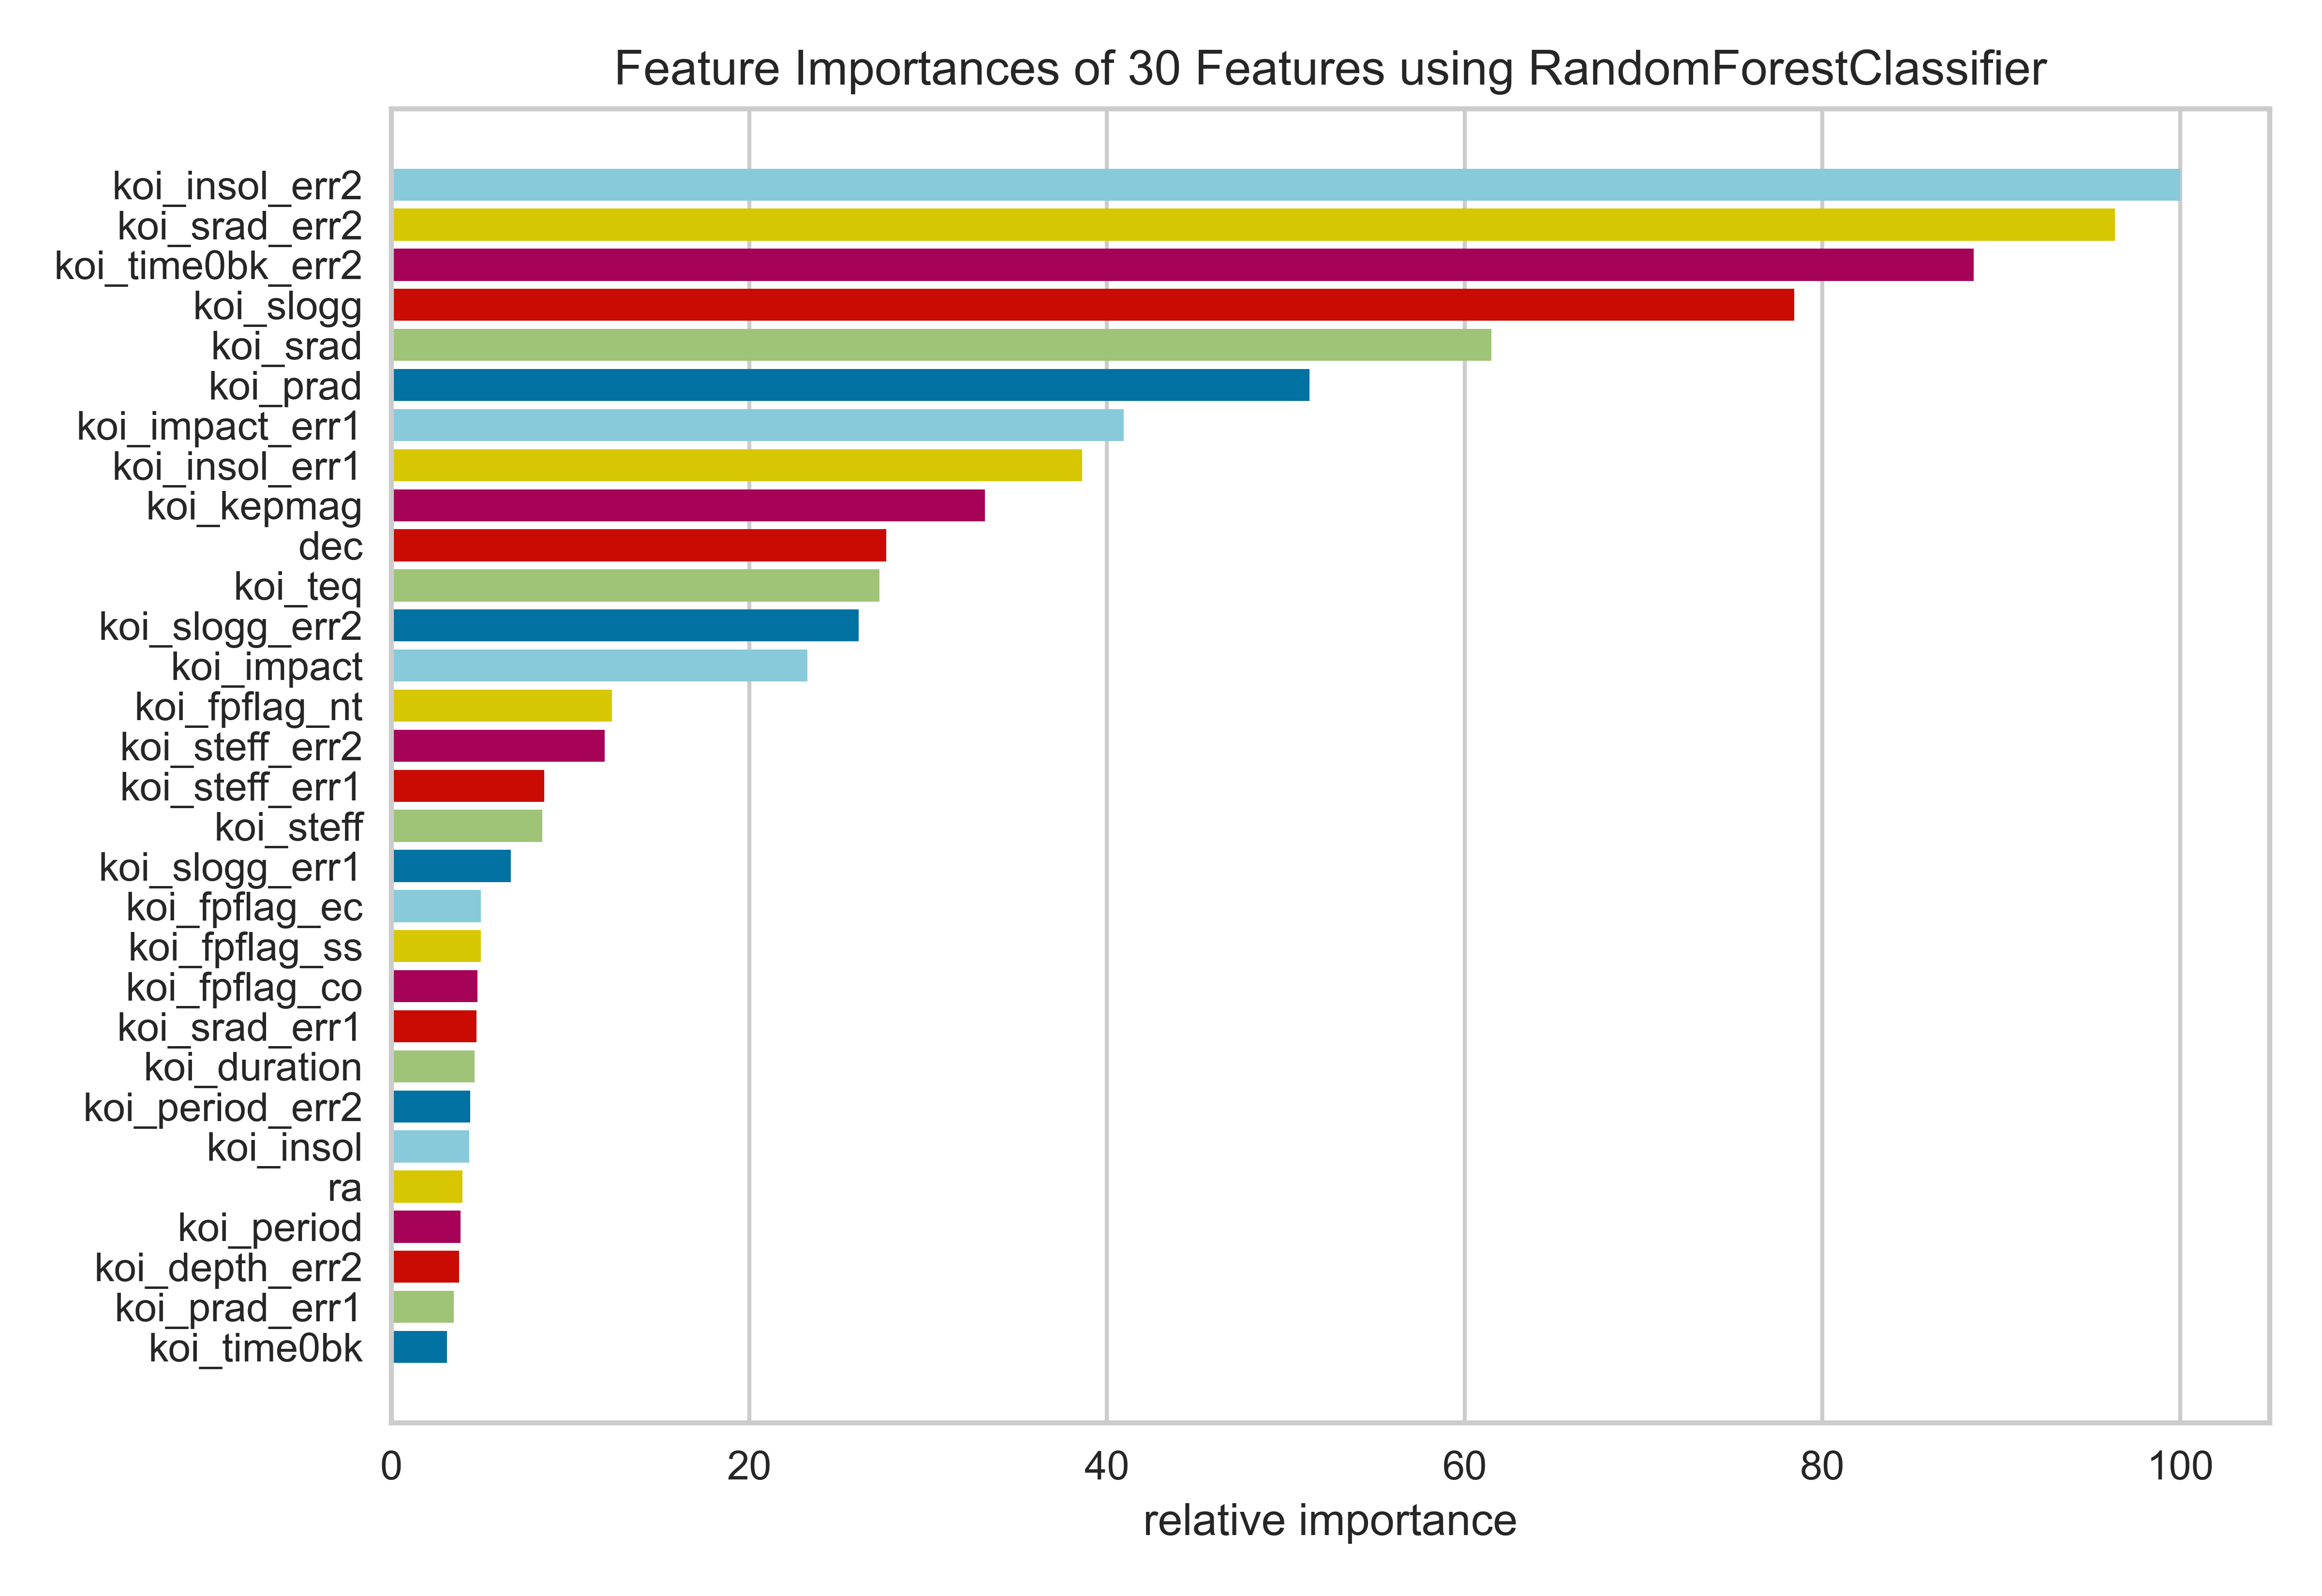 Feature Importances of 30 Features using RandomForestClassifier
koi_insol_err2
koi_srad_err2
koi_time0bk_err2
koi_slogg
koi_srad
koi_prad
koi_impact_err1
koi_insol_err1
koi_kepmag
dec
koi_teq
koi_slogg_err2
koi_impact
koi_fpflag_nt
koi_steff_err2
koi_steff_err1
koi_steff
koi_slogg_err1
koi_fpflag_ec
koi_fpflag_ss
koi_fpflag_co
koi_srad_err1
koi_duration
koi_period_err2
koi_insol
ra
koi_period
koi_depth_err2
koi_prad_err1
koi_time0bk
0 20 40 60 80 100
relative importance